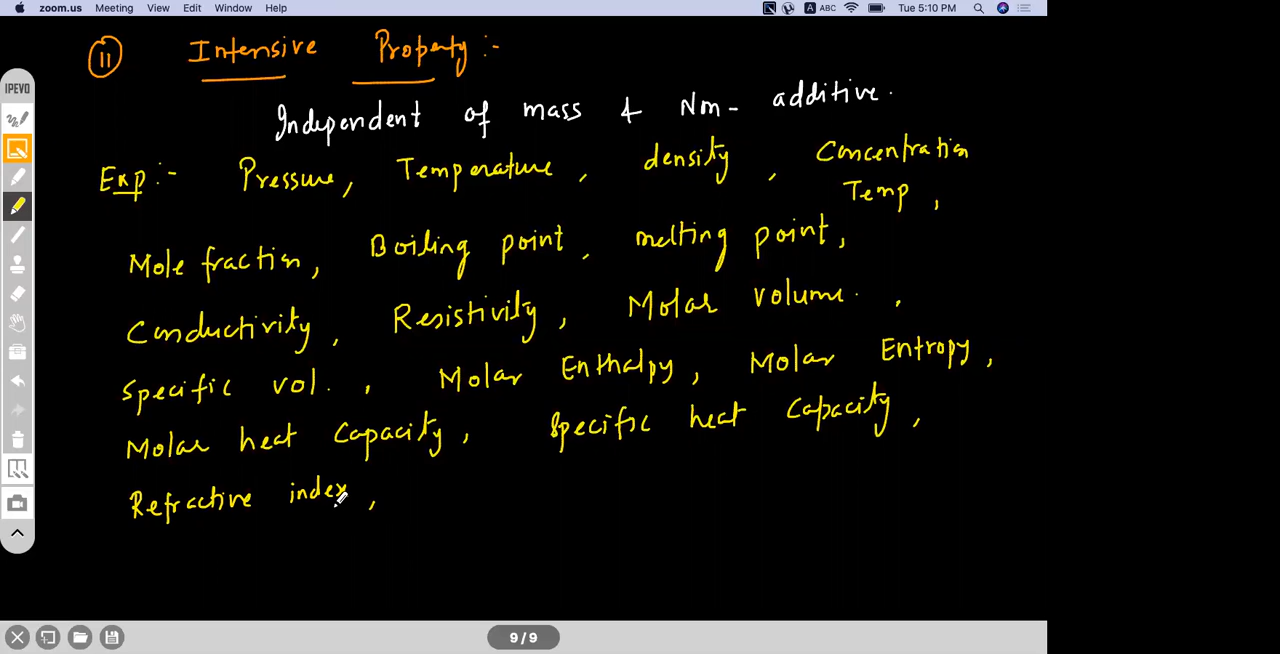 zoom.us Meeting View Edit Window Help ABC Tue 5:10 PM
II Intensive Property :-
IPEVO
Independent of mass & Non- additive.
Exp :- Pressure, Temperature , density , Concentration
Temp ,
Mole fraction, Boiling point , melting point ,
Conductivity , Resistivity , Molar volume. ,
Specific vol. , Molar Enthalpy , Molar Entropy ,
Molar heat Capacity , Specific heat Capacity ,
Refractive index ,
9 / 9